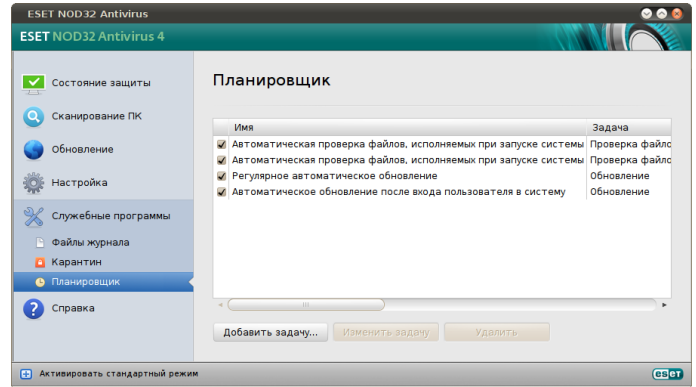 ESET NOD32 Antivirus
ESET NOD32 Antivirus 4
Состояние защиты
Сканирование ПК
Обновление
Настройка
Служебные программы
Файлы журнала
Карантин
Планировщик
Справка
Планировщик
Имя Задача
Автоматическая проверка файлов, исполняемых при запуске системы Проверка файло
Автоматическая проверка файлов, исполняемых при запуске системы Проверка файло
Регулярное автоматическое обновление Обновление
Автоматическое обновление после входа пользователя в систему Обновление
Добавить задачу... Изменить задачу Удалить
Активировать стандартный режим
eseT